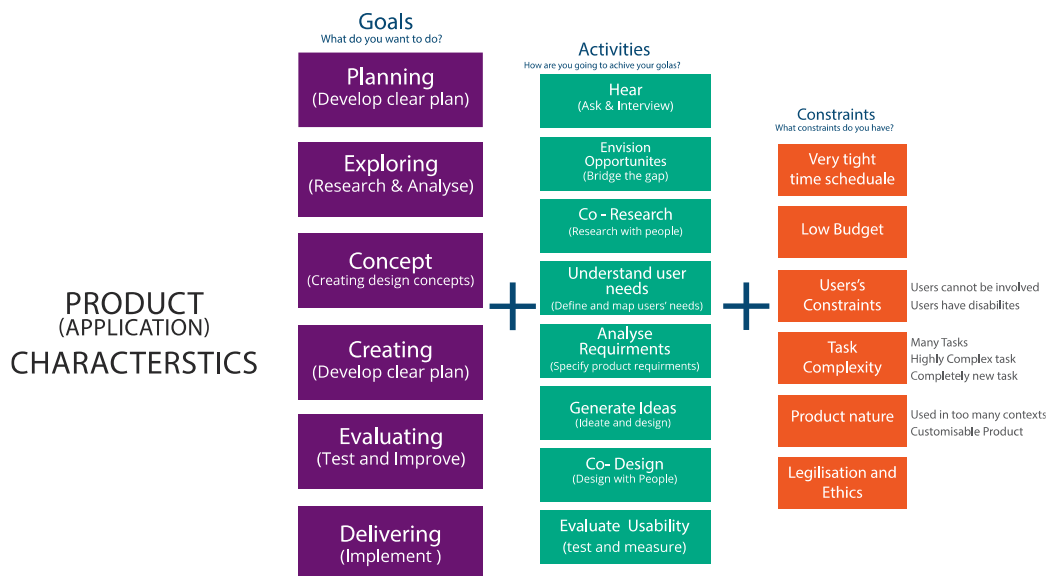 PRODUCT
(APPLICATION)
CHARACTERSTICS
Goals
What do you want to do?
Planning
(Develop clear plan)
Exploring
(Research & Analyse)
Concept
(Creating design concepts)
Creating
(Develop clear plan)
Evaluating
(Test and Improve)
Delivering
(Implement )
+
Activities
How are you going to achive your golas?
Hear
(Ask & Interview)
Envision
Opportunites
(Bridge the gap)
Co - Research
(Research with people)
Understand user
needs
(Define and map users' needs)
Analyse
Requirments
(Specify product requirments)
Generate Ideas
(Ideate and design)
Co- Design
(Design with People)
Evaluate Usability
(test and measure)
+
Constraints
What constraints do you have?
Very tight
time scheduale
Low Budget
Users's
Constraints
Users cannot be involved
Users have disabilites
Task
Complexity
Many Tasks
Highly Complex task
Completely new task
Product nature
Used in too many contexts
Customisable Product
Legilisation and
Ethics